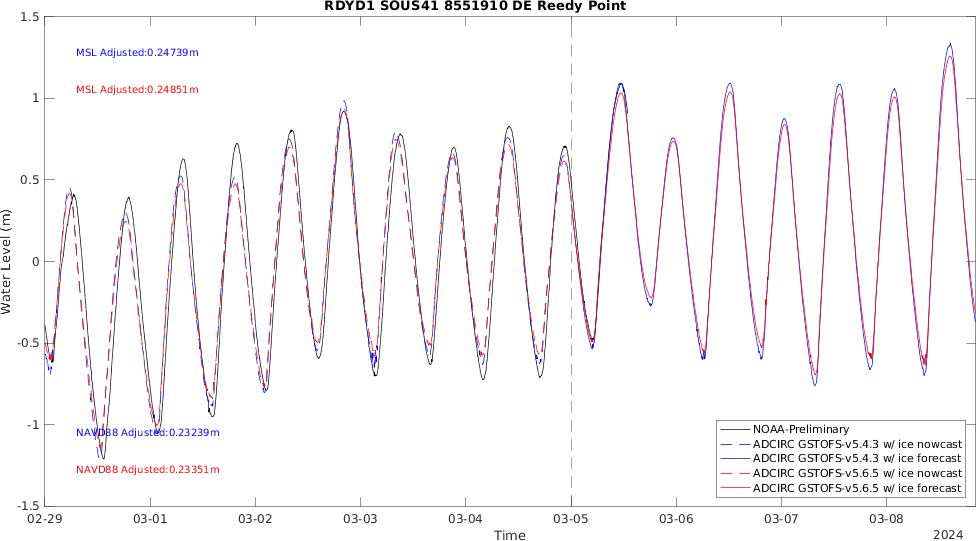 RDYD1 SOUS41 8551910 DE Reedy Point
1.5
MSL Adjusted:0.24739m
MSL Adjusted:0.24851m
1
0.5
0
-0.5
-1
-1.5
Water Level (m)
NAVD88 Adjusted:0.23239m
NAVD88 Adjusted:0.23351m
NOAA-Preliminary
ADCIRC GSTOFS-v5.4.3 w/ ice nowcast
ADCIRC GSTOFS-v5.4.3 w/ ice forecast
ADCIRC GSTOFS-v5.6.5 w/ ice nowcast
ADCIRC GSTOFS-v5.6.5 w/ ice forecast
02-29 03-01 03-02 03-03 03-04 03-05 03-06 03-07 03-08
Time
2024